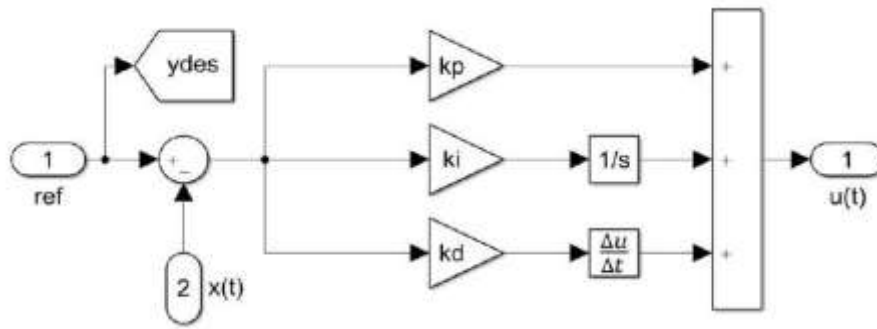 ydes
kp
+
1
+
−
ki
1/s
+
1
ref
u(t)
kd
Δu
Δt
+
2
x(t)